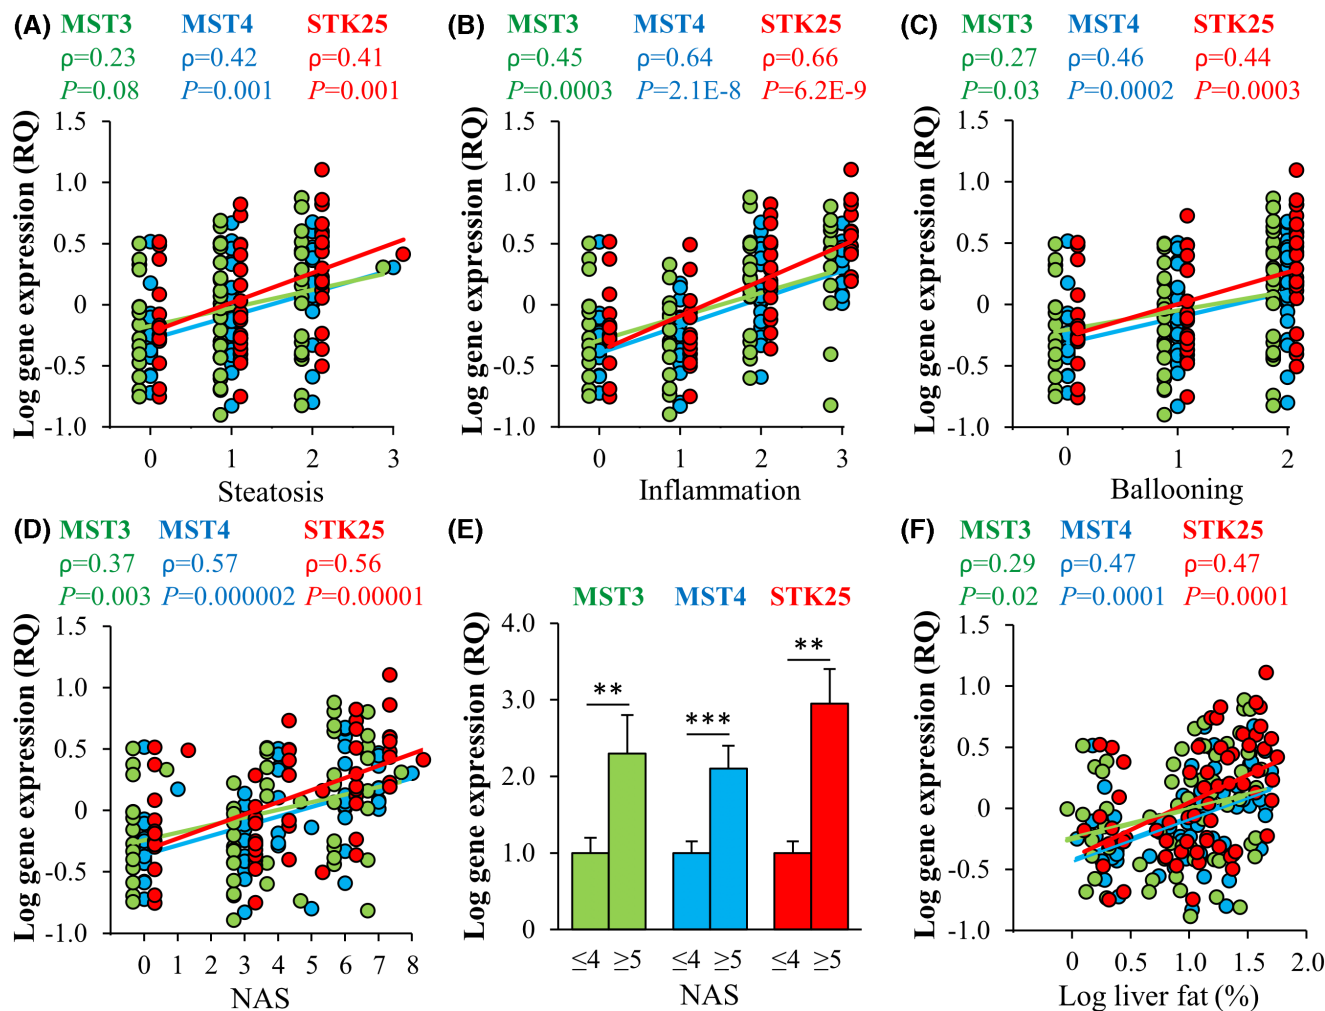 (A) MST3 MST4 STK25
ρ=0.23 ρ=0.42 ρ=0.41
P=0.08 P=0.001 P=0.001
Log gene expression (RQ)
1.5
1.0
0.5
0
-0.5
-1.0
0 1 2 3
Steatosis
(B) MST3 MST4 STK25
ρ=0.45 ρ=0.64 ρ=0.66
P=0.0003 P=2.1E-8 P=6.2E-9
Log gene expression (RQ)
1.5
1.0
0.5
0
-0.5
-1.0
0 1 2 3
Inflammation
(C) MST3 MST4 STK25
ρ=0.27 ρ=0.46 ρ=0.44
P=0.03 P=0.0002 P=0.0003
Log gene expression (RQ)
1.5
1.0
0.5
0
-0.5
-1.0
0 1 2
Ballooning
(D) MST3 MST4 STK25
ρ=0.37 ρ=0.57 ρ=0.56
P=0.003 P=0.000002 P=0.00001
Log gene expression (RQ)
1.5
1.0
0.5
0
-0.5
-1.0
0 1 2 3 4 5 6 7 8
NAS
(E)
MST3 MST4 STK25
Log gene expression (RQ)
4.0
3.0
2.0
1.0
0
** *** **
≤4 ≥5 ≤4 ≥5 ≤4 ≥5
NAS
(F) MST3 MST4 STK25
ρ=0.29 ρ=0.47 ρ=0.47
P=0.02 P=0.0001 P=0.0001
Log gene expression (RQ)
1.5
1.0
0.5
0
-0.5
-1.0
0 0.5 1.0 1.5 2.0
Log liver fat (%)